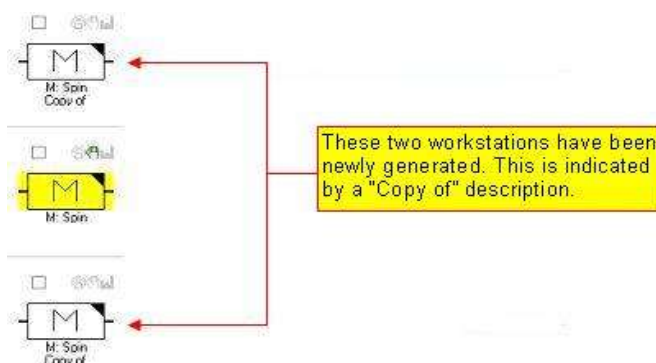 M
M: Spin
Copy of
M
M: Spin
M
M: Spin
Copy of
These two workstations have been
newly generated. This is indicated
by a "Copy of" description.